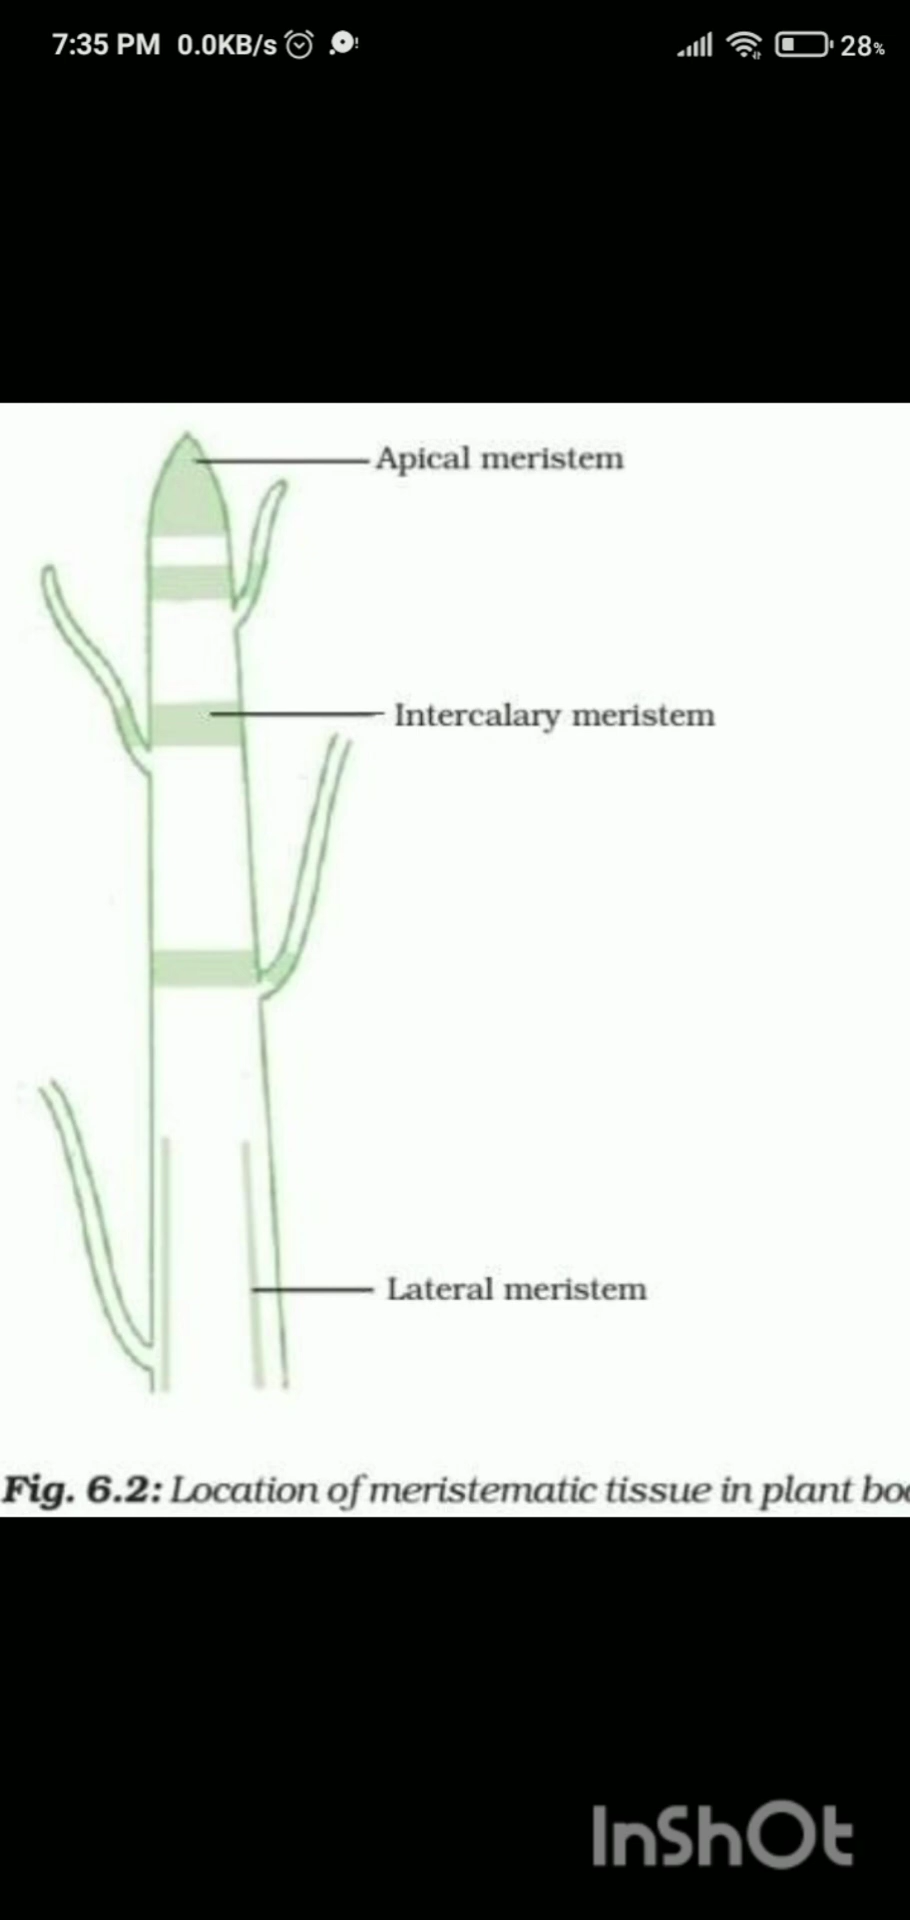 7:35 PM 0.0KB/s 28%
Apical meristem
Intercalary meristem
Lateral meristem
Fig. 6.2: Location of meristematic tissue in plant
InShOt